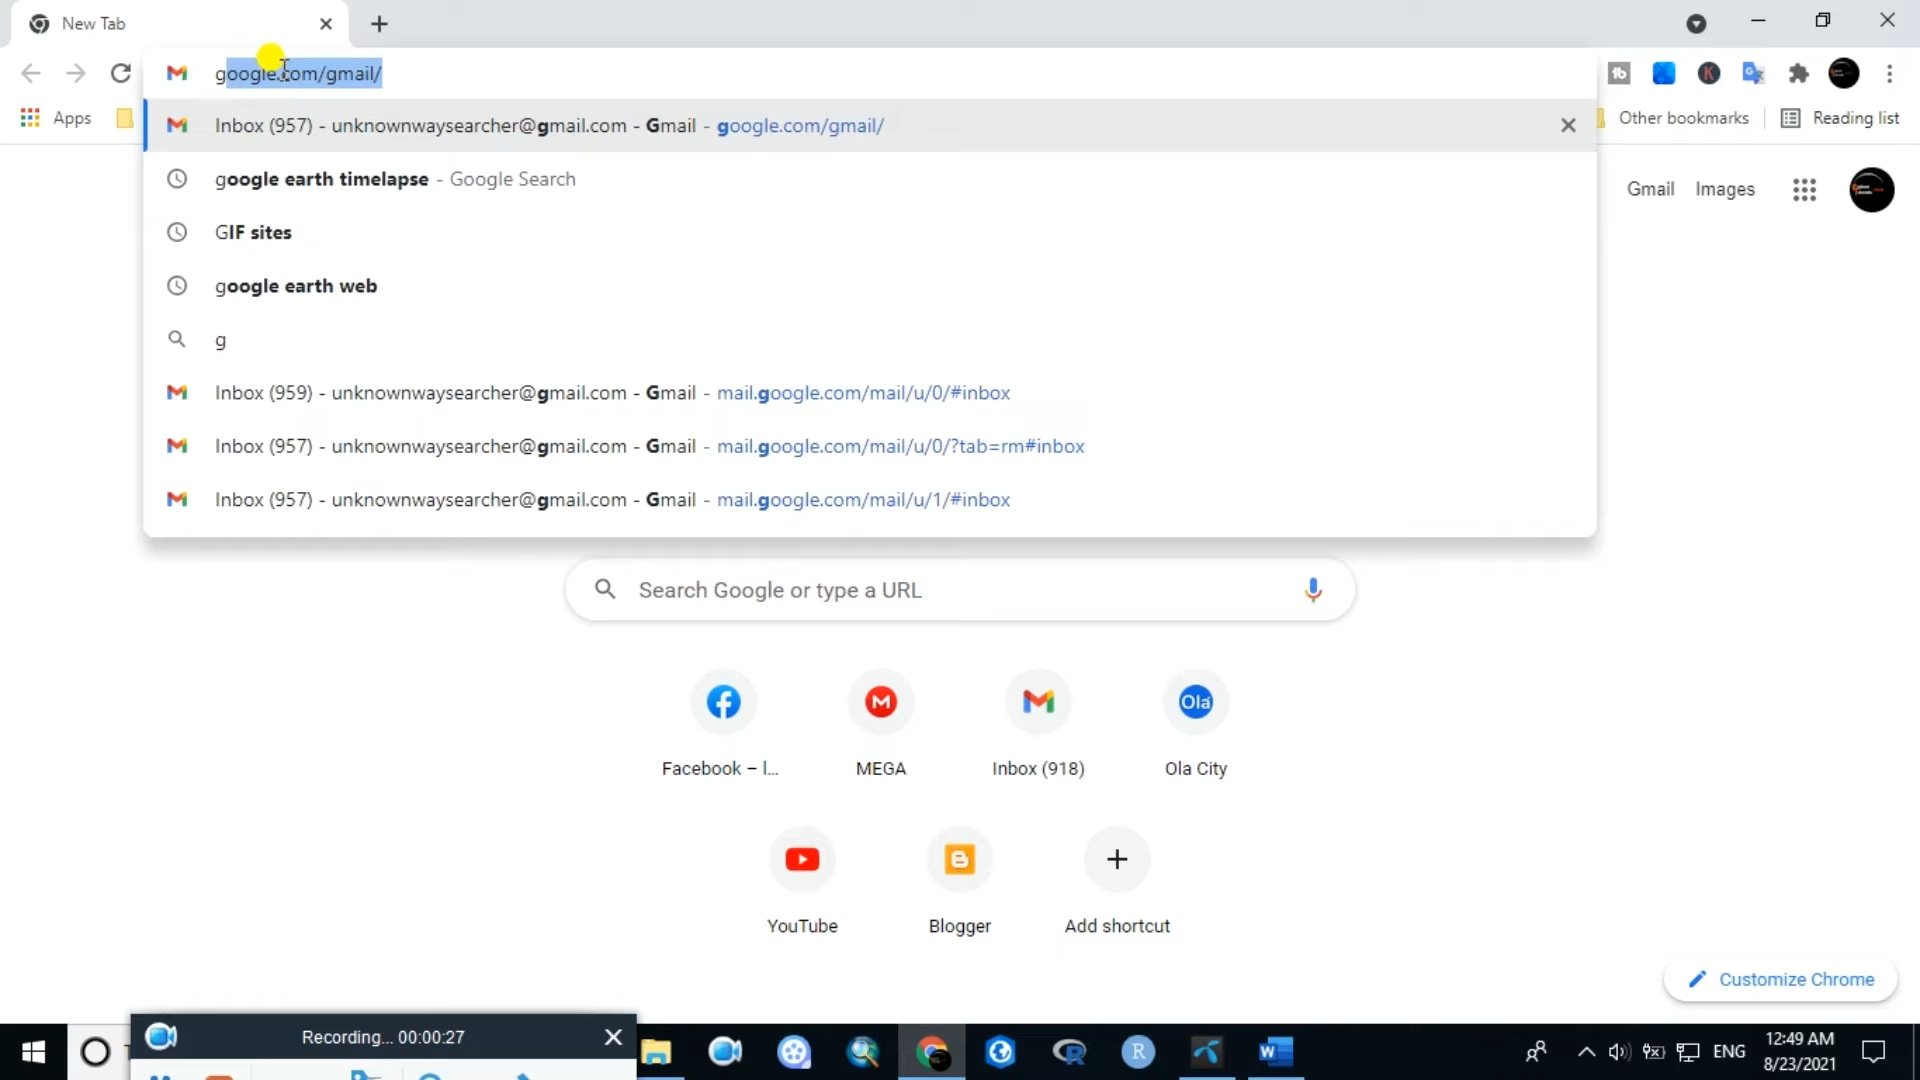 New Tab
google.com/gmail/
Inbox (957) - unknownwaysearcher@gmail.com - Gmail - google.com/gmail/
google earth timelapse - Google Search
GIF sites
google earth web
g
Inbox (959) - unknownwaysearcher@gmail.com - Gmail - mail.google.com/mail/u/0/#inbox
Inbox (957) - unknownwaysearcher@gmail.com - Gmail - mail.google.com/mail/u/0/?tab=rm#inbox
Inbox (957) - unknownwaysearcher@gmail.com - Gmail - mail.google.com/mail/u/1/#inbox
Apps
Other bookmarks
Reading list
Gmail Images
Search Google or type a URL
Facebook – l...
MEGA
Inbox (918)
Olá
Ola City
YouTube
Blogger
Add shortcut
Customize Chrome
Recording... 00:00:27
ENG
12:49 AM
8/23/2021